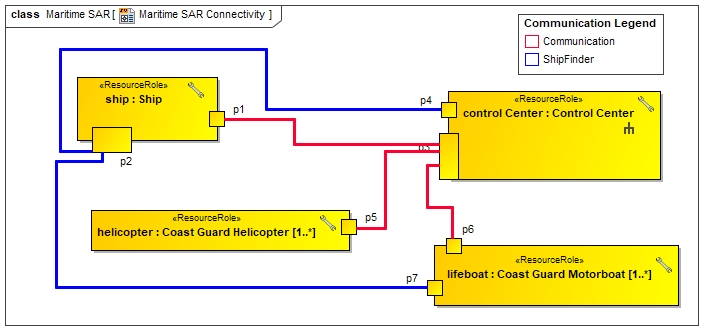 class Maritime SAR [ Maritime SAR Connectivity ]
Communication Legend
Communication
ShipFinder
«ResourceRole»
ship : Ship
p1
p2
p4
«ResourceRole»
control Center : Control Center
p3
«ResourceRole»
helicopter : Coast Guard Helicopter [1..*]
p5
p6
p7
«ResourceRole»
lifeboat : Coast Guard Motorboat [1..*]